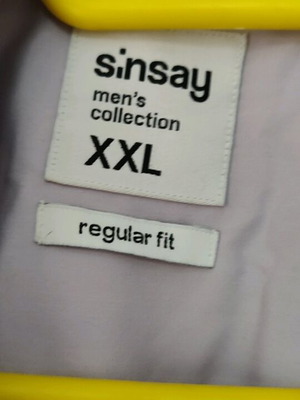 sinsay
men's
collection
XXL
regular fit